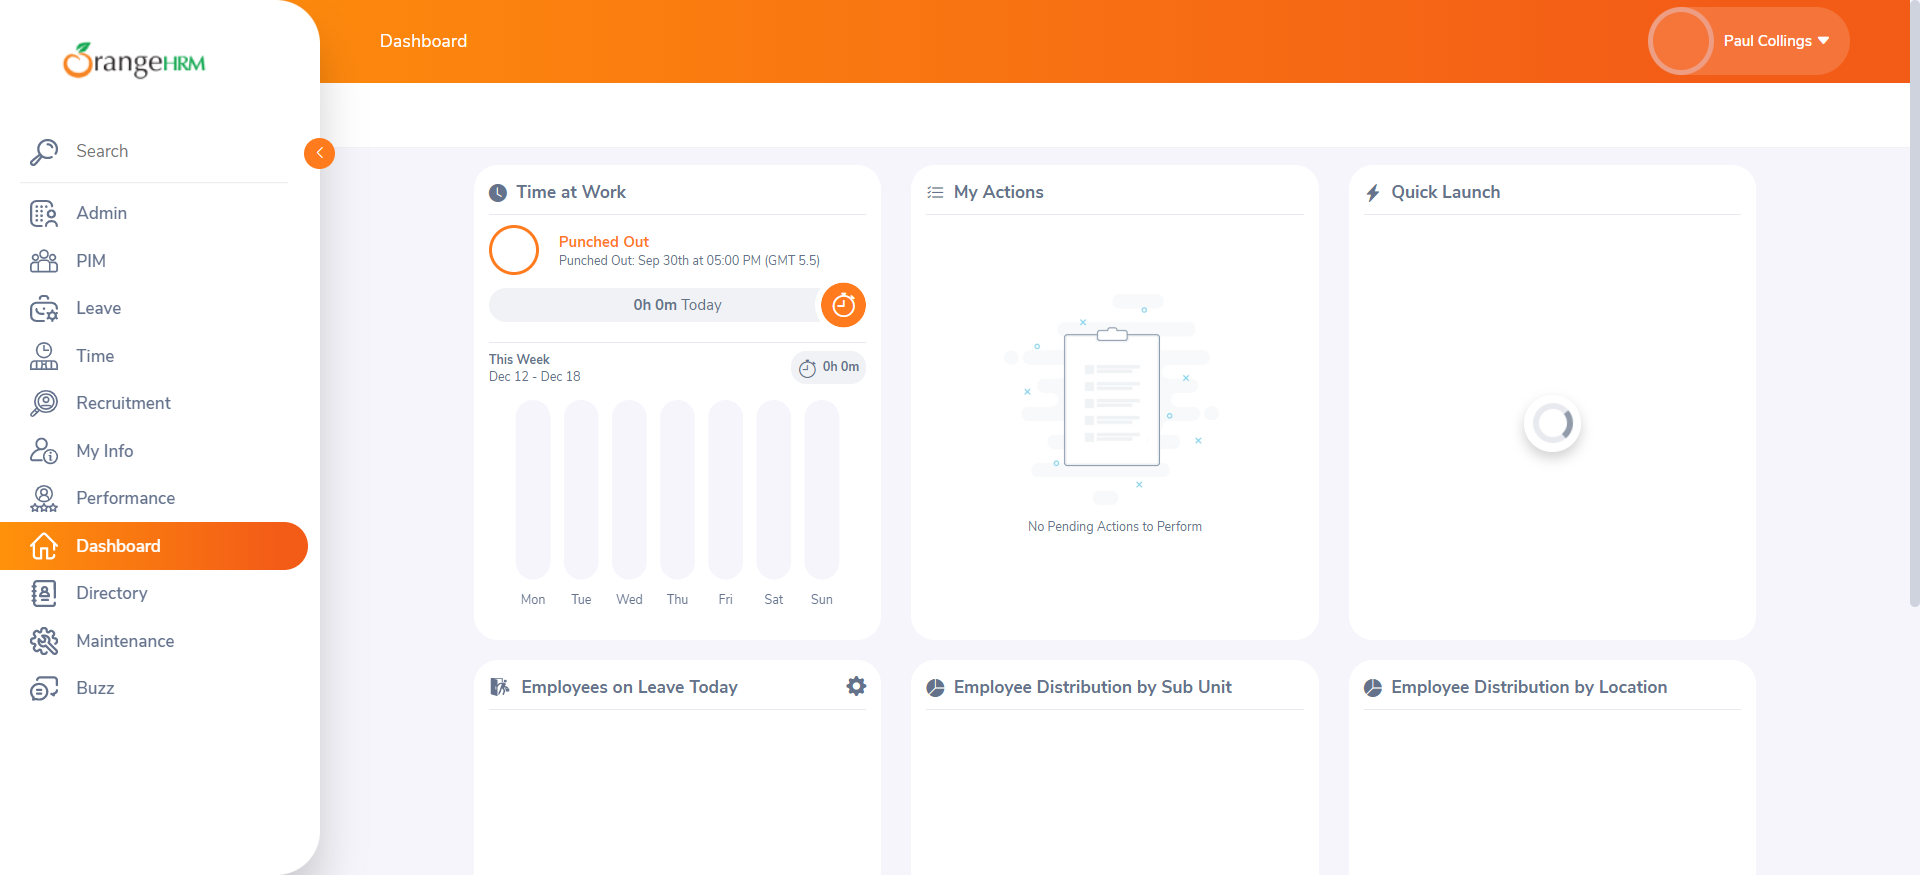 OrangeHRM
Dashboard
Paul Collings
Search
Admin
PIM
Leave
Time
Recruitment
My Info
Performance
Dashboard
Directory
Maintenance
Buzz
Time at Work
Punched Out
Punched Out: Sep 30th at 05:00 PM (GMT 5.5)
0h 0m Today
This Week
Dec 12 - Dec 18
0h 0m
Mon Tue Wed Thu Fri Sat Sun
My Actions
No Pending Actions to Perform
Quick Launch
Employees on Leave Today
Employee Distribution by Sub Unit
Employee Distribution by Location